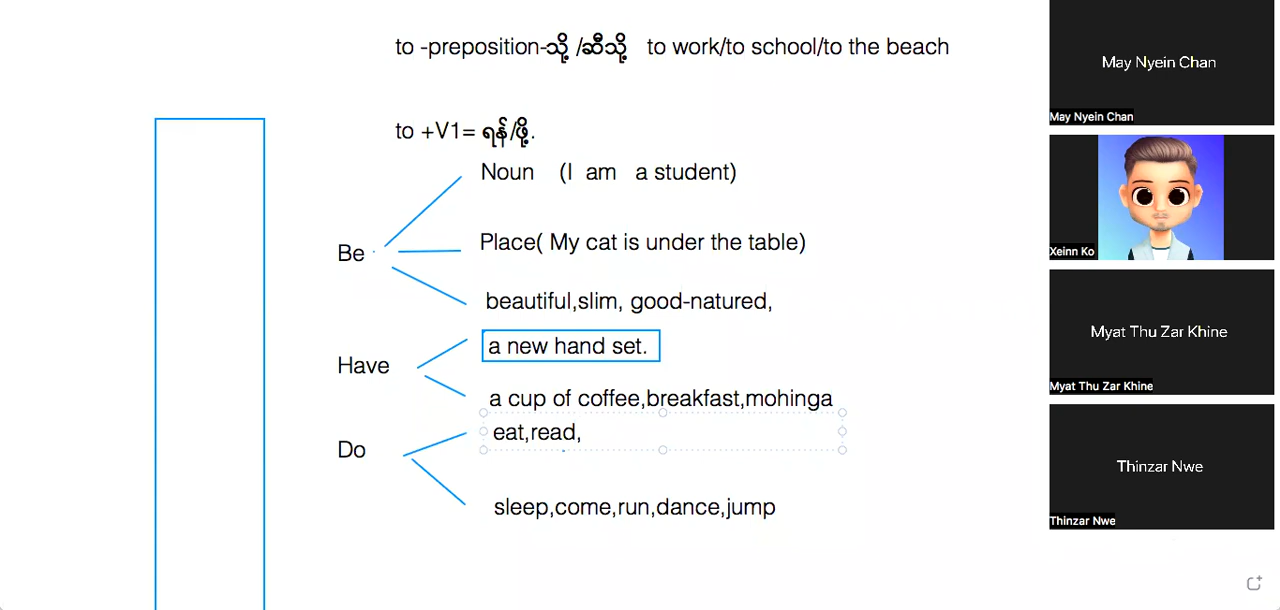 to -preposition-သို့ /ဆီသို့ to work/to school/to the beach
to +V1= ရန်/ဖို့.
Noun (I am a student)
Be
Place( My cat is under the table)
beautiful,slim, good-natured,
Have
a new hand set.
a cup of coffee,breakfast,mohinga
Do
eat,read,
sleep,come,run,dance,jump
May Nyein Chan
May Nyein Chan
Xeinn Ko
Myat Thu Zar Khine
Myat Thu Zar Khine
Thinzar Nwe
Thinzar Nwe